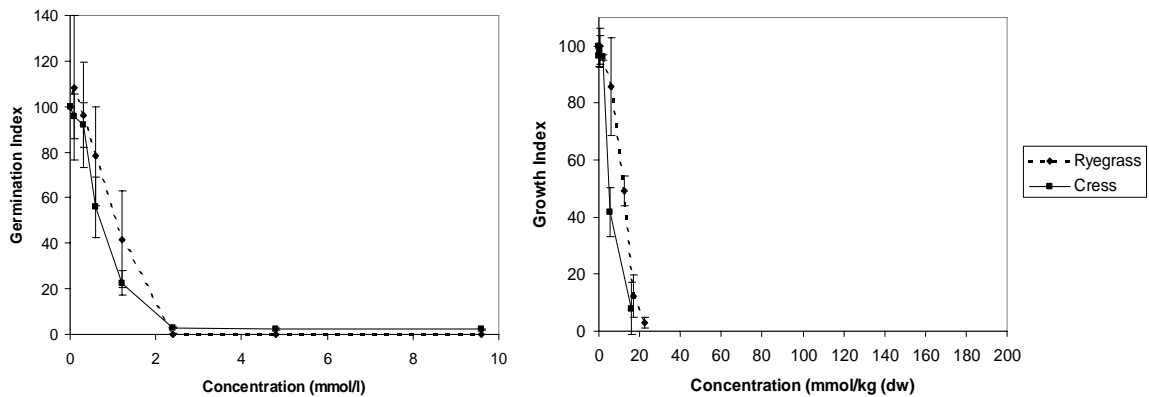 140
120
100
80
60
40
20
0
Germination Index
0 2 4 6 8 10
Concentration (mmol/l)
100
80
60
40
20
0
Growth Index
0 20 40 60 80 100 120 140 160 180 200
Concentration (mmol/kg (dw)
Ryegrass
Cress